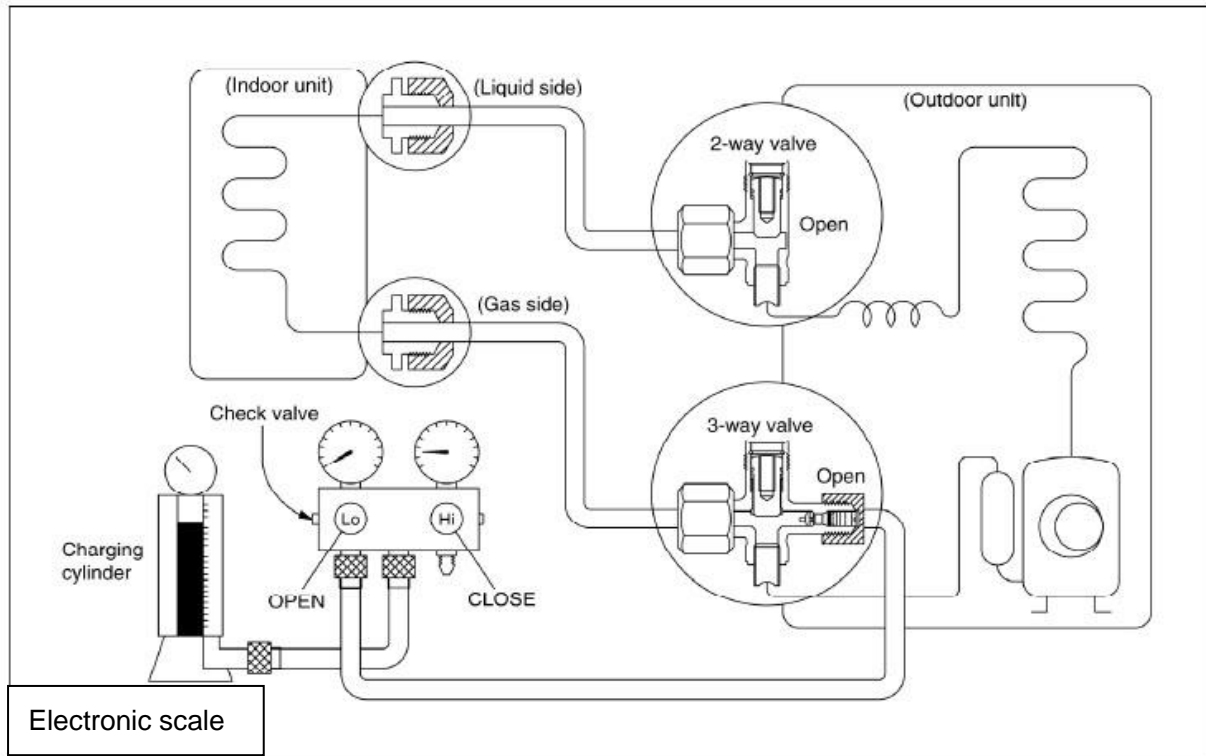 (Indoor unit)
(Liquid side)
(Outdoor unit)
2-way valve
Open
(Gas side)
Check valve
3-way valve
Open
Lo
Hi
Charging
cylinder
OPEN
CLOSE
Electronic scale